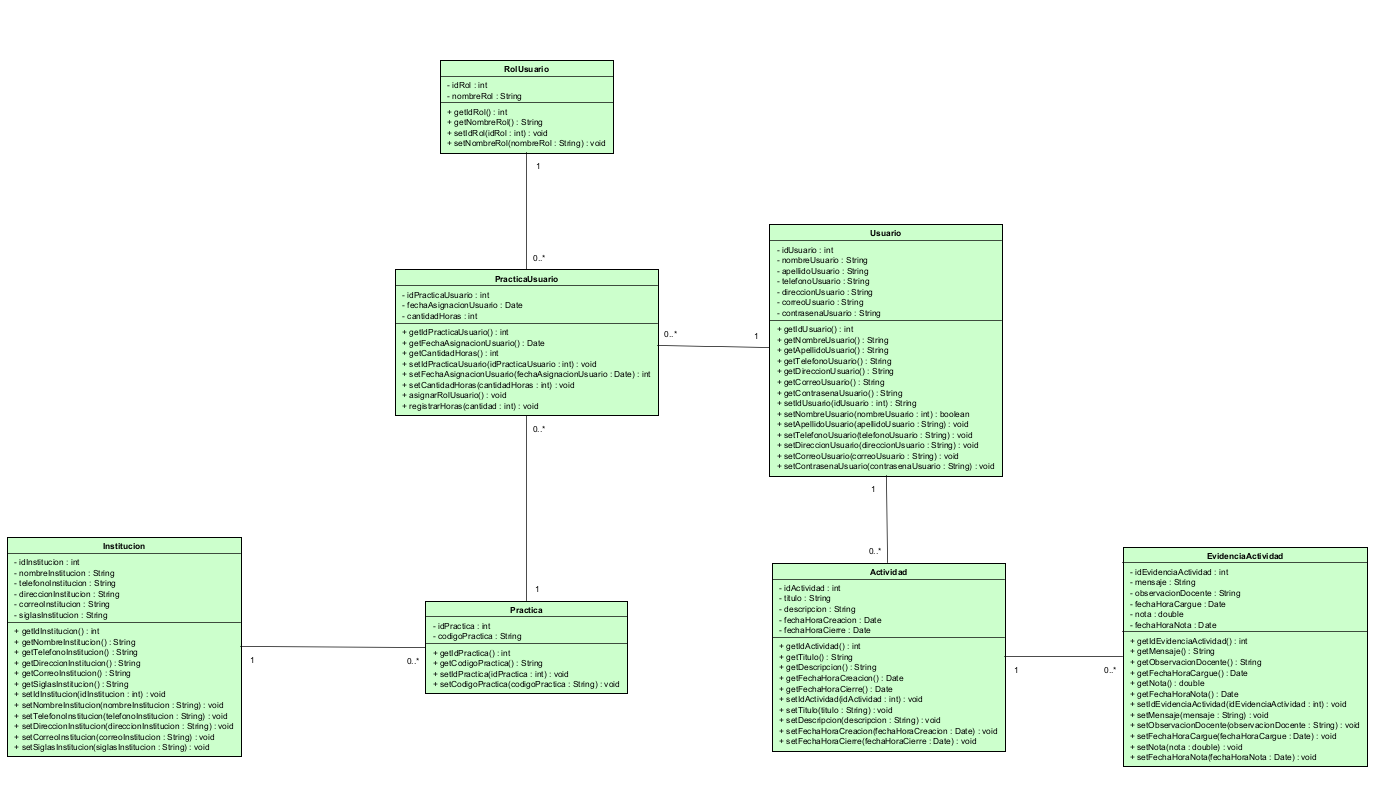 RolUsuario
- idRol : int
- nombreRol : String
+ getIdRol() : int
+ getNombreRol() : String
+ setIdRol(idRol : int) : void
+ setNombreRol(nombreRol : String) : void
1
0..*
PracticaUsuario
- idPracticaUsuario : int
- fechaAsignacionUsuario : Date
- cantidadHoras : int
+ getIdPracticaUsuario() : int
+ getFechaAsignacionUsuario() : Date
+ getCantidadHoras() : int
+ setIdPracticaUsuario(idPracticaUsuario : int) : void
+ setFechaAsignacionUsuario(fechaAsignacionUsuario : Date) : int
+ setCantidadHoras(cantidadHoras : int) : void
+ asignarRolUsuario() : void
+ registrarHoras(cantidad : int) : void
0..*
1
Usuario
- idUsuario : int
- nombreUsuario : String
- apellidoUsuario : String
- telefonoUsuario : String
- direccionUsuario : String
- correoUsuario : String
- contrasenaUsuario : String
+ getIdUsuario() : int
+ getNombreUsuario() : String
+ getApellidoUsuario() : String
+ getTelefonoUsuario() : String
+ getDireccionUsuario() : String
+ getCorreoUsuario() : String
+ getContrasenaUsuario() : String
+ setIdUsuario(idUsuario : int) : String
+ setNombreUsuario(nombreUsuario : int) : boolean
+ setApellidoUsuario(apellidoUsuario : String) : void
+ setTelefonoUsuario(telefonoUsuario : String) : void
+ setDireccionUsuario(direccionUsuario : String) : void
+ setCorreoUsuario(correoUsuario : String) : void
+ setContrasenaUsuario(contrasenaUsuario : String) : void
0..*
1
1
0..*
Institucion
- idInstitucion : int
- nombreInstitucion : String
- telefonoInstitucion : String
- direccionInstitucion : String
- correoInstitucion : String
- siglasInstitucion : String
+ getIdInstitucion() : int
+ getNombreInstitucion() : String
+ getTelefonoInstitucion() : String
+ getDireccionInstitucion() : String
+ getCorreoInstitucion() : String
+ getSiglasInstitucion() : String
+ setIdInstitucion(idInstitucion : int) : void
+ setNombreInstitucion(nombreInstitucion : String) : void
+ setTelefonoInstitucion(telefonoInstitucion : String) : void
+ setDireccionInstitucion(direccionInstitucion : String) : void
+ setCorreoInstitucion(correoInstitucion : String) : void
+ setSiglasInstitucion(siglasInstitucion : String) : void
1
0..*
Practica
- idPractica : int
- codigoPractica : String
+ getIdPractica() : int
+ getCodigoPractica() : String
+ setIdPractica(idPractica : int) : void
+ setCodigoPractica(codigoPractica : String) : void
Actividad
- idActividad : int
- titulo : String
- descripcion : String
- fechaHoraCreacion : Date
- fechaHoraCierre : Date
+ getIdActividad() : int
+ getTitulo() : String
+ getDescripcion() : String
+ getFechaHoraCreacion() : Date
+ getFechaHoraCierre() : Date
+ setIdActividad(idActividad : int) : void
+ setTitulo(titulo : String) : void
+ setDescripcion(descripcion : String) : void
+ setFechaHoraCreacion(fechaHoraCreacion : Date) : void
+ setFechaHoraCierre(fechaHoraCierre : Date) : void
1
0..*
EvidenciaActividad
- idEvidenciaActividad : int
- mensaje : String
- observacionDocente : String
- fechaHoraCargue : Date
- nota : double
- fechaHoraNota : Date
+ getIdEvidenciaActividad() : int
+ getMensaje() : String
+ getObservacionDocente() : String
+ getFechaHoraCargue() : Date
+ getNota() : double
+ getFechaHoraNota() : Date
+ setIdEvidenciaActividad(idEvidenciaActividad : int) : void
+ setMensaje(mensaje : String) : void
+ setObservacionDocente(observacionDocente : String) : void
+ setFechaHoraCargue(fechaHoraCargue : Date) : void
+ setNota(nota : double) : void
+ setFechaHoraNota(fechaHoraNota : Date) : void